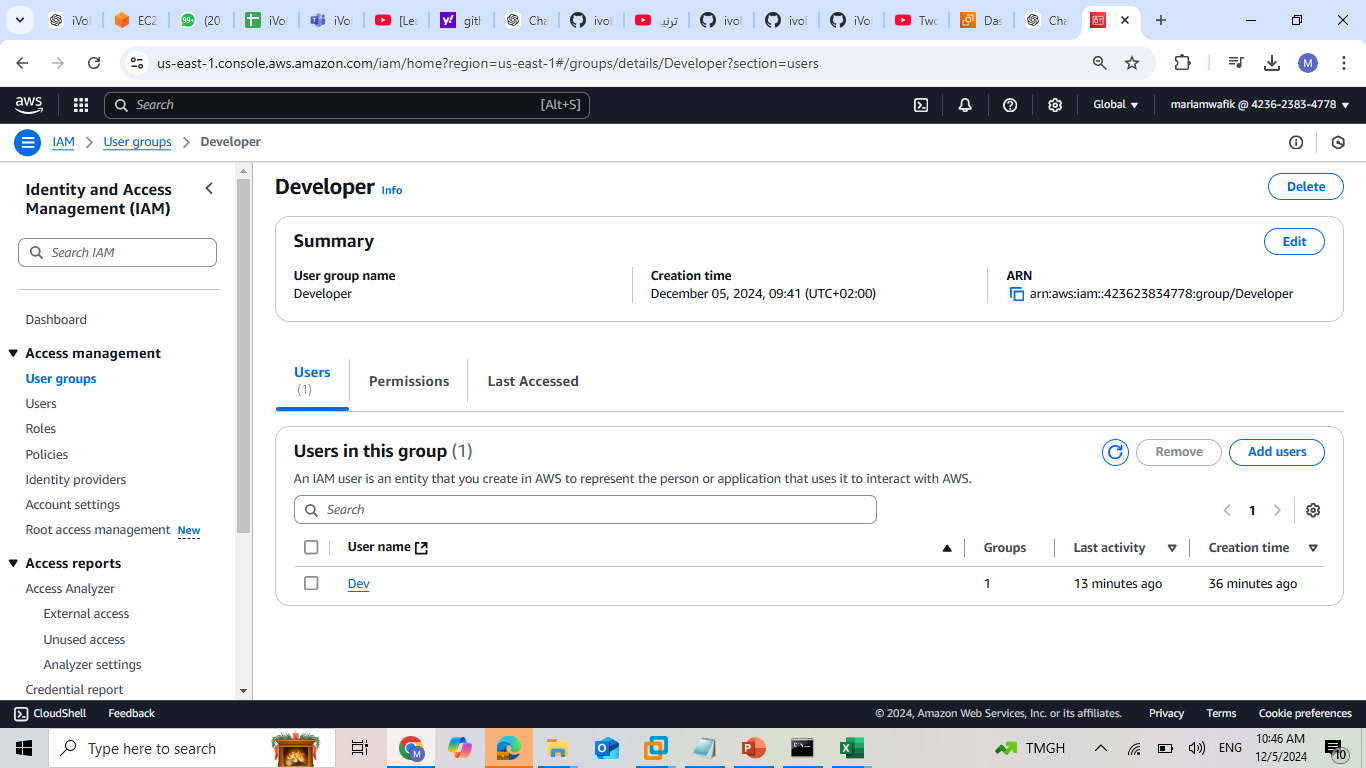 iVol
EC2
99+
(20
iVol
iVol
[Lea
gith
Cha
ivol
ترتيـ
ivol
ivol
iVol
Two
Das
Cha
us-east-1.console.aws.amazon.com/iam/home?region=us-east-1#/groups/details/Developer?section=users
M
aws
Search
[Alt+S]
Global
mariamwafik @ 4236-2383-4778
IAM
User groups
Developer
Identity and Access
Management (IAM)
Search IAM
Dashboard
Access management
User groups
Users
Roles
Policies
Identity providers
Account settings
Root access management New
Access reports
Access Analyzer
External access
Unused access
Analyzer settings
Credential report
Developer Info
Delete
Summary
Edit
User group name
Developer
Creation time
December 05, 2024, 09:41 (UTC+02:00)
ARN
arn:aws:iam::423623834778:group/Developer
Users
(1)
Permissions
Last Accessed
Users in this group (1)
Remove
Add users
An IAM user is an entity that you create in AWS to represent the person or application that uses it to interact with AWS.
Search
1
User name
Groups
Last activity
Creation time
Dev
1
13 minutes ago
36 minutes ago
CloudShell
Feedback
© 2024, Amazon Web Services, Inc. or its affiliates.
Privacy
Terms
Cookie preferences
Type here to search
TMGH
ENG
10:46 AM
12/5/2024
10